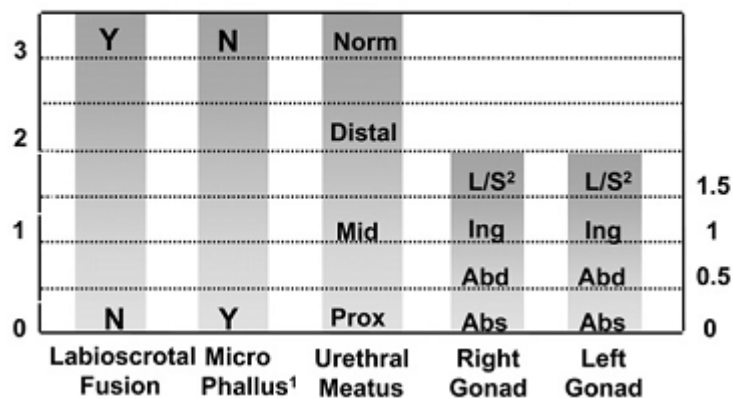 3 Y N Norm
2 Distal
L/S² L/S² 1.5
1 Mid Ing Ing 1
Abd Abd 0.5
0 N Y Prox Abs Abs 0
Labioscrotal Micro Urethral Right Left
Fusion Phallus¹ Meatus Gonad Gonad